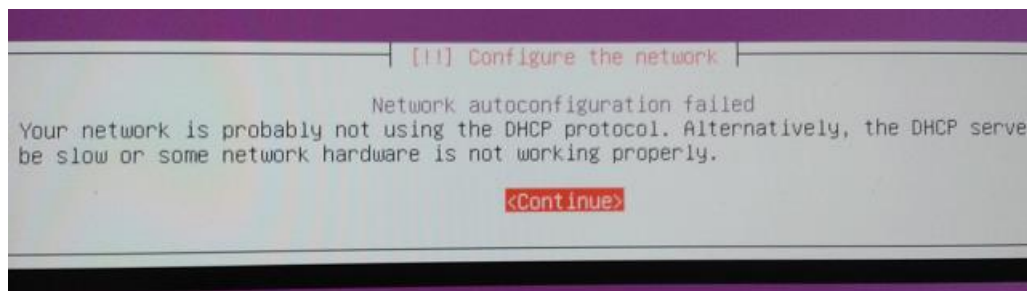 [!!] Configure the network
Network autoconfiguration failed
Your network is probably not using the DHCP protocol. Alternatively, the DHCP serve
be slow or some network hardware is not working properly.
<Continue>